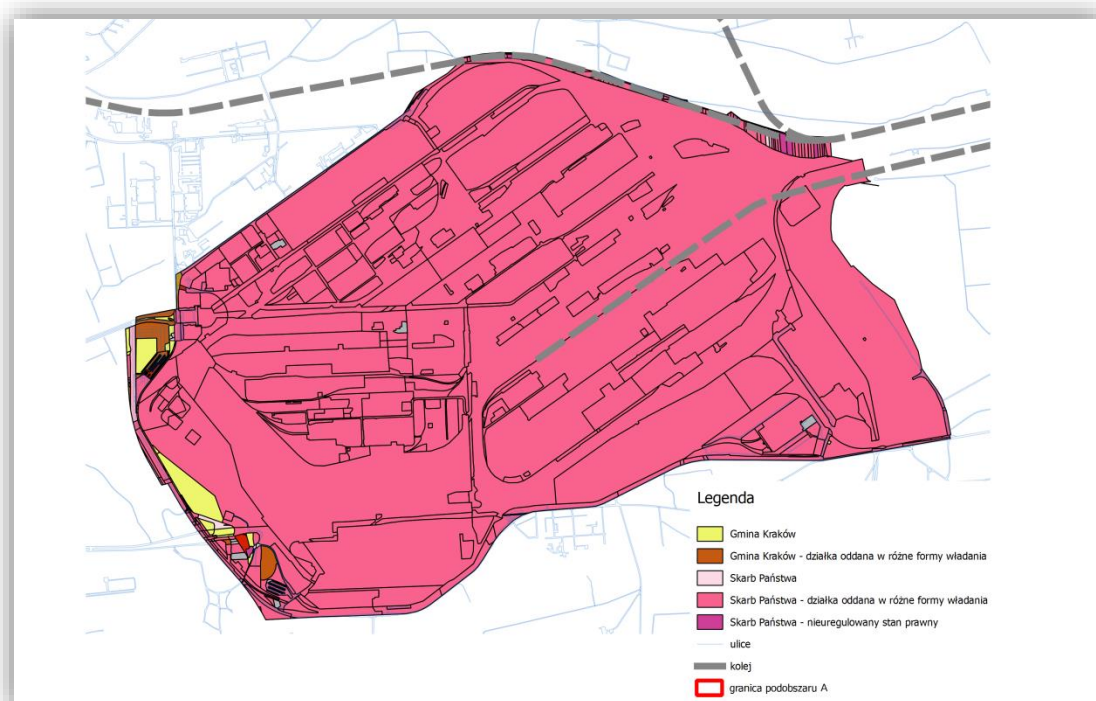 Legenda
Gmina Kraków
Gmina Kraków - działka oddana w różne formy władania
Skarb Państwa
Skarb Państwa - działka oddana w różne formy władania
Skarb Państwa - nieuregulowany stan prawny
ulice
kolej
granica podobszaru A